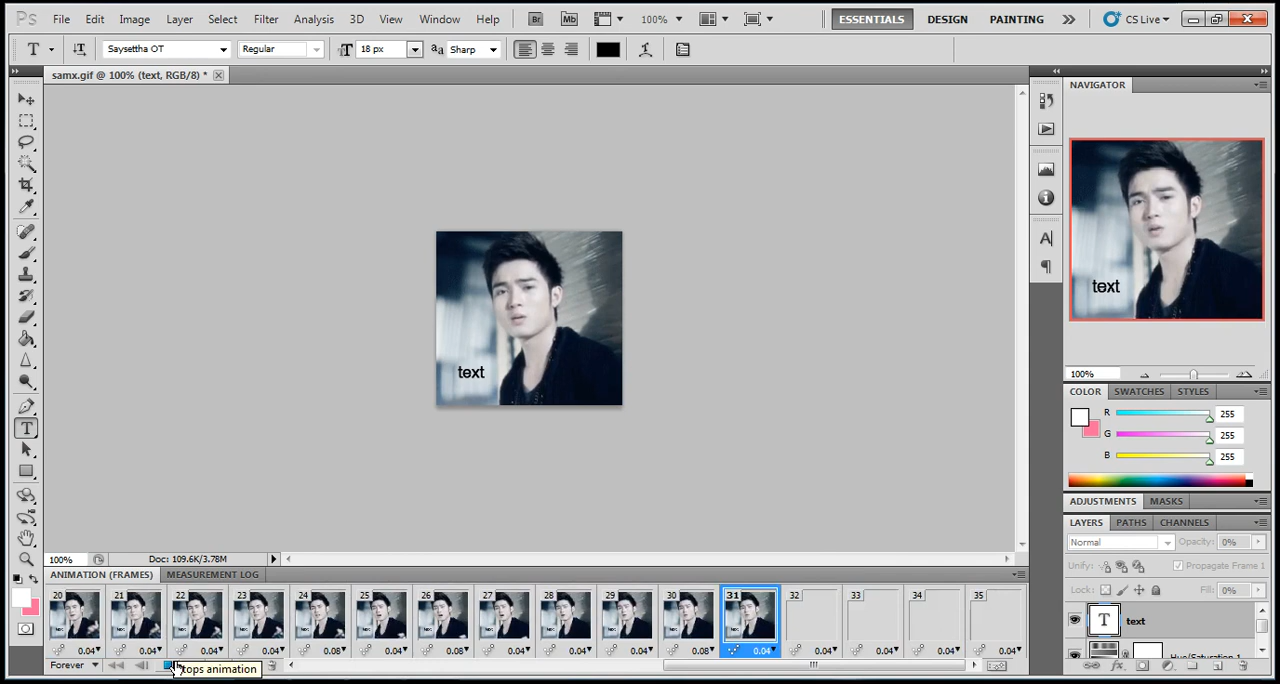 Ps File Edit Image Layer Select Filter Analysis 3D View Window Help Br Mb 100% ESSENTIALS DESIGN PAINTING CS Live
T Saysettha OT Regular 18 px aa Sharp
samx.gif @ 100% (text, RGB/8) *
NAVIGATOR
text
text
100%
COLOR SWATCHES STYLES
R 255
G 255
B 255
ADJUSTMENTS MASKS
LAYERS PATHS CHANNELS
Normal Opacity: 0%
Unify: Propagate Frame 1
Lock: Fill: 0%
T text
Hue/Saturation 1
100% Doc: 109.6K/3.78M
ANIMATION (FRAMES) MEASUREMENT LOG
20 21 22 23 24 25 26 27 28 29 30 31 32 33 34 35
0.04 0.04 0.04 0.04 0.08 0.04 0.04 0.04 0.04 0.04 0.08 0.04 0.04 0.04 0.04 0.04
Forever
tops animation